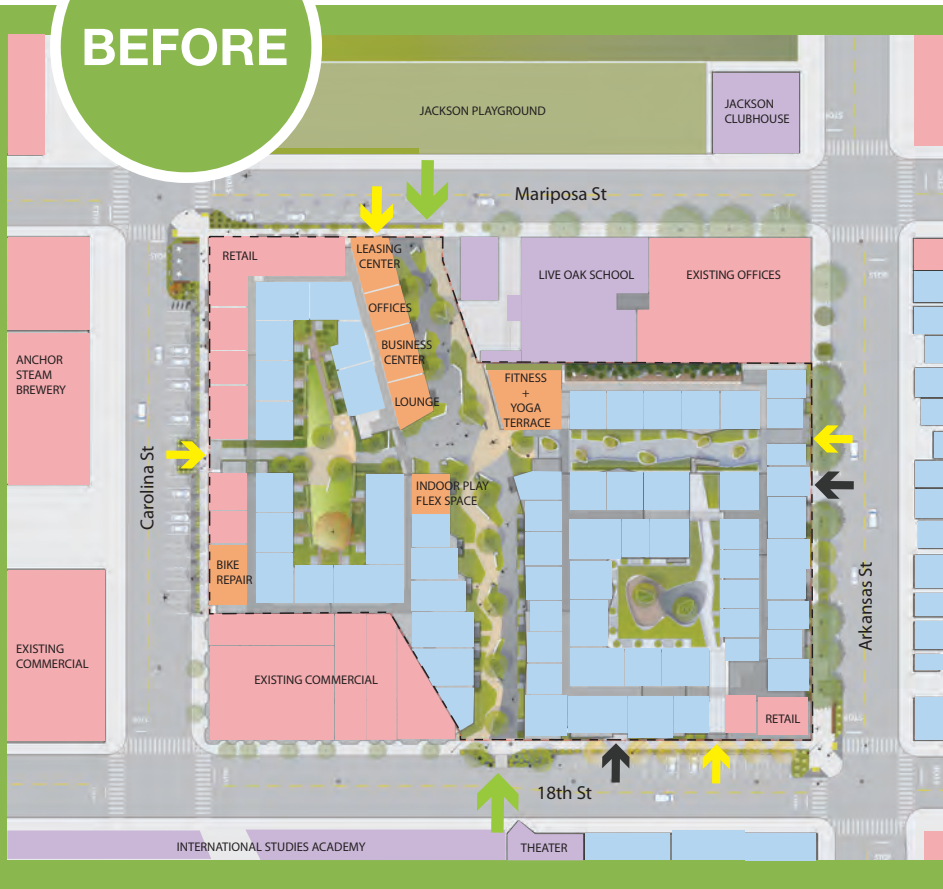 BEFORE
JACKSON PLAYGROUND
JACKSON
CLUBHOUSE
Mariposa St
RETAIL
LEASING
CENTER
OFFICES
BUSINESS
CENTER
LOUNGE
LIVE OAK SCHOOL
EXISTING OFFICES
ANCHOR
STEAM
BREWERY
FITNESS
+
YOGA
TERRACE
Carolina St
INDOOR PLAY
FLEX SPACE
BIKE
REPAIR
Arkansas St
EXISTING
COMMERCIAL
EXISTING COMMERCIAL
RETAIL
18th St
INTERNATIONAL STUDIES ACADEMY
THEATER